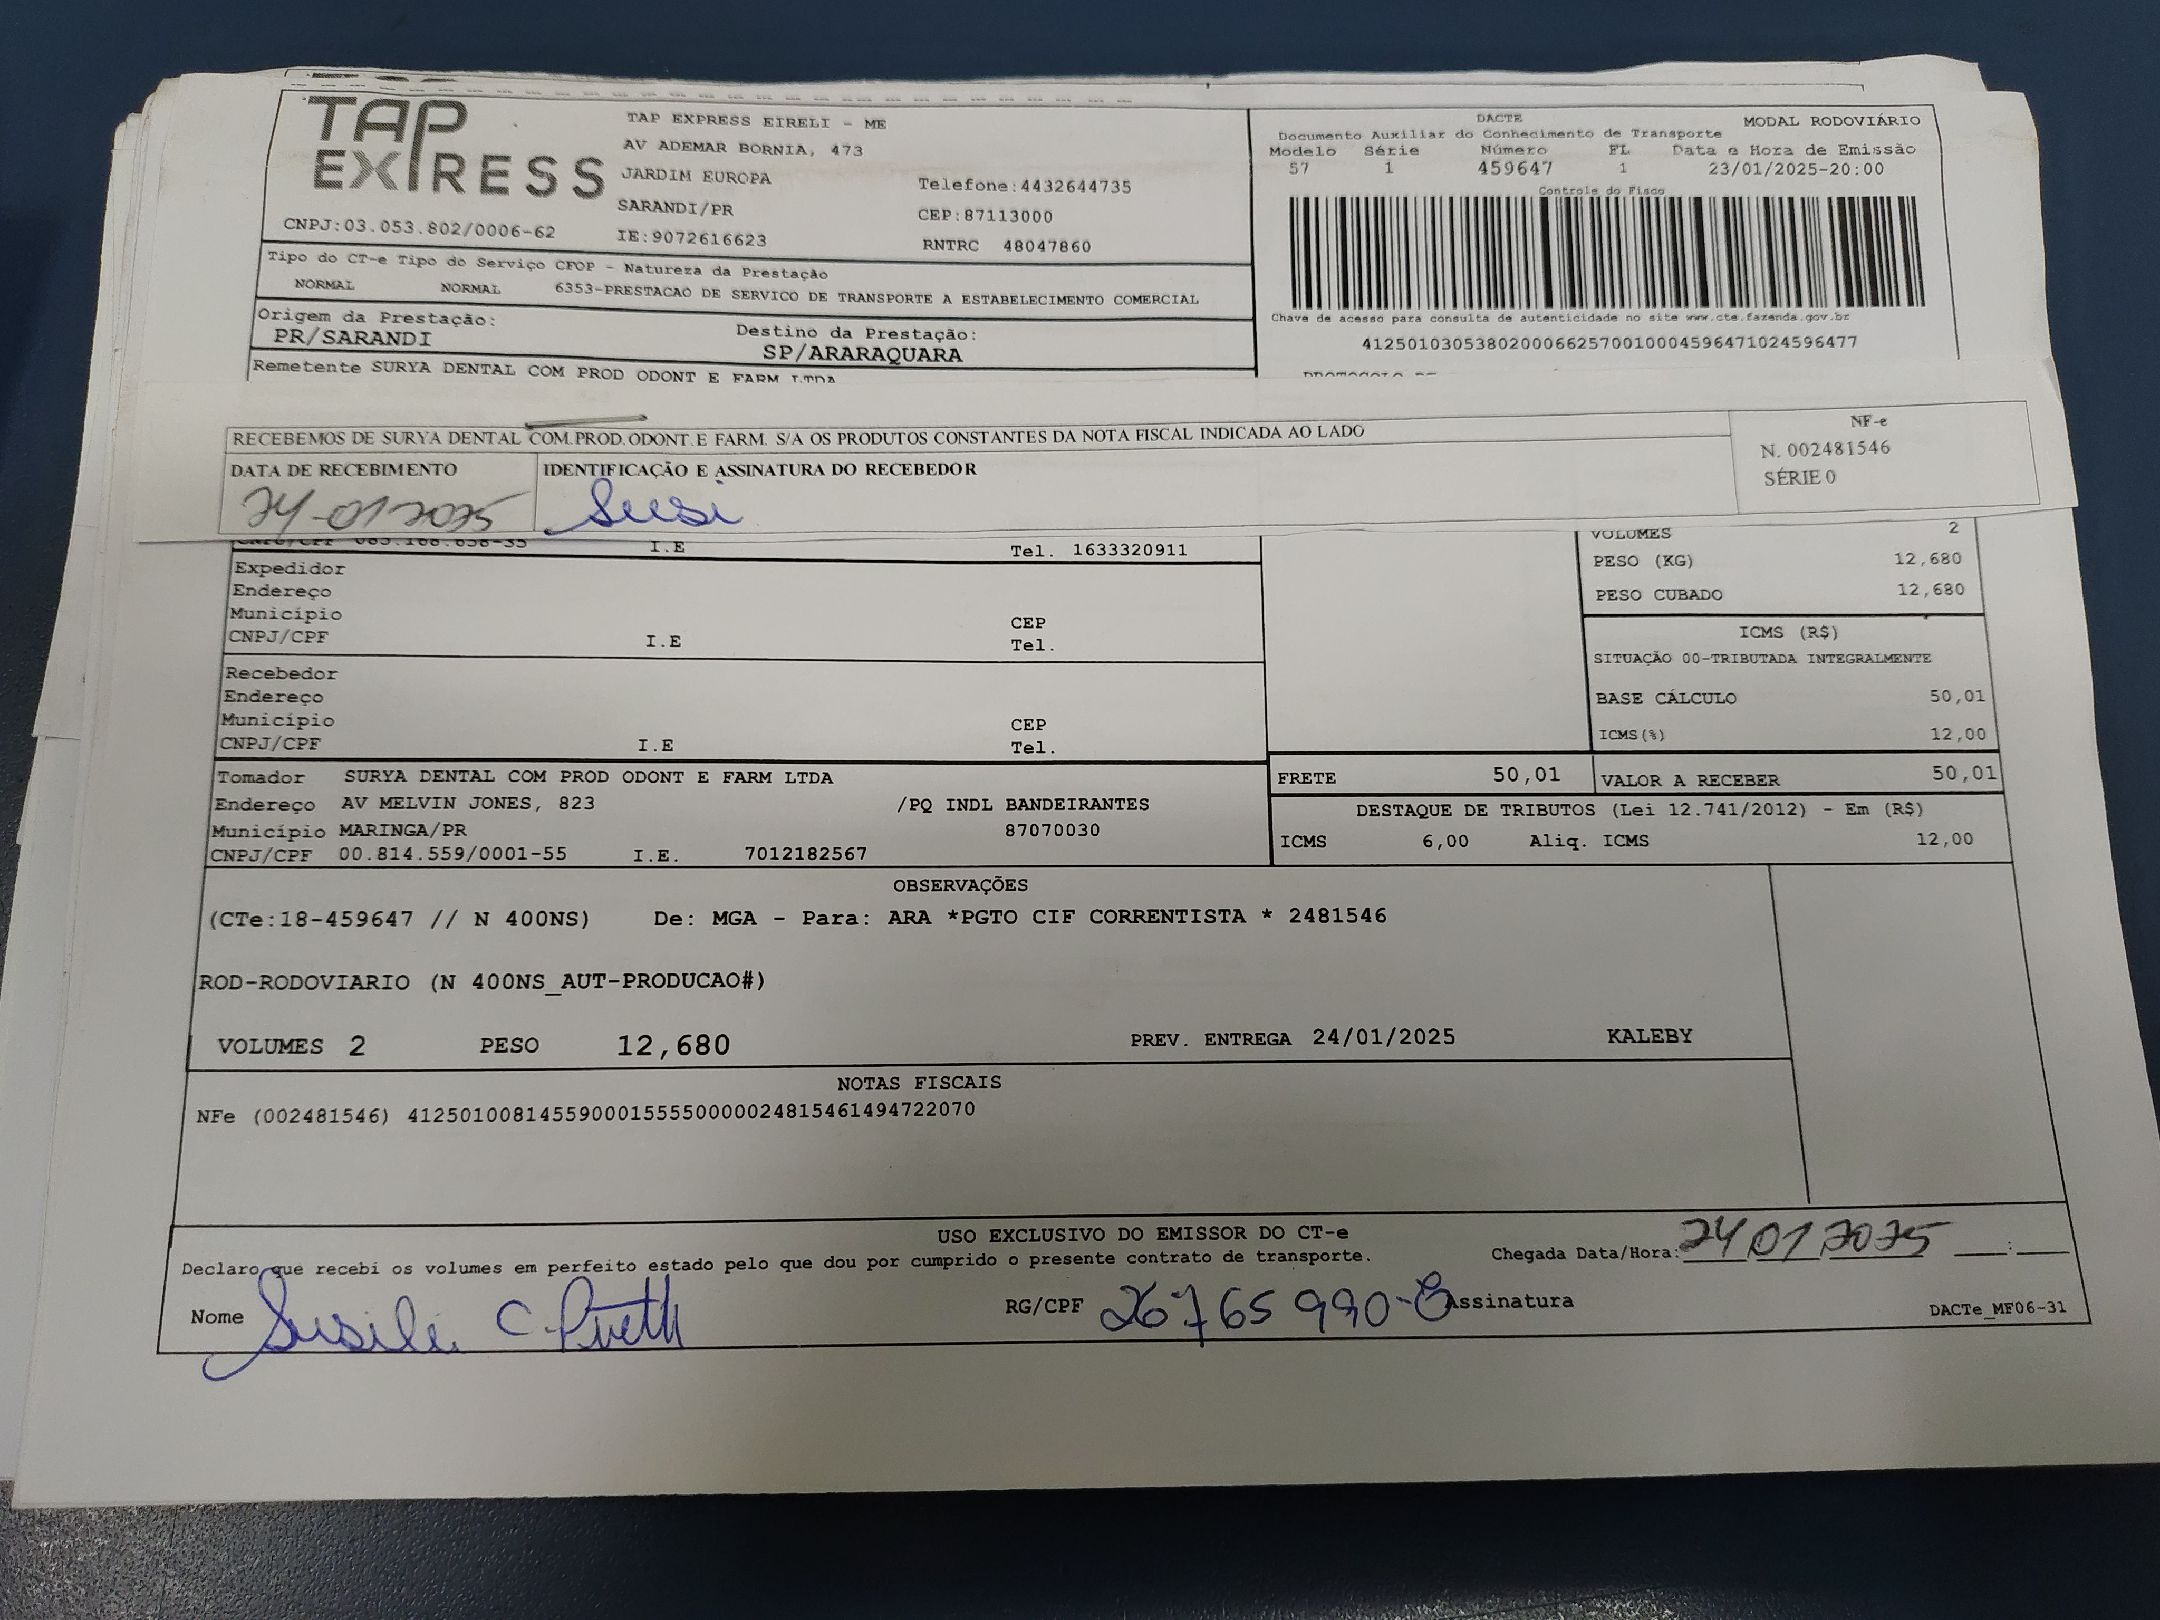 TAP EXPRESS
TAP EXPRESS EIRELI - ME
AV ADEMAR BORNIA, 473
JARDIM EUROPA
Telefone:4432644735
SARANDI/PR
CEP:87113000
CNPJ:03.053.802/0006-62
IE:9072616623
RNTRC 48047860
DACTE
MODAL RODOVIÁRIO
Documento Auxiliar do Conhecimento de Transporte
Modelo Série Número FL Data e Hora de Emissão
57 1 459647 1 23/01/2025-20:00
Controle do Fisco
Chave de acesso para consulta de autenticidade no site www.cte.fazenda.gov.br
41250103053802000662570010004596471024596477
Tipo do CT-e Tipo do Serviço CFOP - Natureza da Prestação
NORMAL NORMAL 6353-PRESTACAO DE SERVICO DE TRANSPORTE A ESTABELECIMENTO COMERCIAL
Origem da Prestação: Destino da Prestação:
PR/SARANDI SP/ARARAQUARA
Remetente SURYA DENTAL COM PROD ODONT E FARM LTDA
RECEBEMOS DE SURYA DENTAL COM.PROD.ODONT.E FARM. S/A OS PRODUTOS CONSTANTES DA NOTA FISCAL INDICADA AO LADO
NF-e
N. 002481546
SÉRIE 0
DATA DE RECEBIMENTO IDENTIFICAÇÃO E ASSINATURA DO RECEBEDOR
24-01-2025 Susi
I.E Tel. 1633320911
VOLUMES 2
PESO (KG) 12,680
PESO CUBADO 12,680
Expedidor
Endereço
Município CEP
CNPJ/CPF I.E Tel.
ICMS (R$)
SITUAÇÃO 00-TRIBUTADA INTEGRALMENTE
BASE CÁLCULO 50,01
ICMS(%) 12,00
Recebedor
Endereço
Município CEP
CNPJ/CPF I.E Tel.
Tomador SURYA DENTAL COM PROD ODONT E FARM LTDA
Endereço AV MELVIN JONES, 823 /PQ INDL BANDEIRANTES
Município MARINGA/PR 87070030
CNPJ/CPF 00.814.559/0001-55 I.E. 7012182567
FRETE 50,01 VALOR A RECEBER 50,01
DESTAQUE DE TRIBUTOS (Lei 12.741/2012) - Em (R$)
ICMS 6,00 Aliq. ICMS 12,00
OBSERVAÇÕES
(CTe:18-459647 // N 400NS) De: MGA - Para: ARA *PGTO CIF CORRENTISTA * 2481546
ROD-RODOVIARIO (N 400NS_AUT-PRODUCAO#)
VOLUMES 2 PESO 12,680 PREV. ENTREGA 24/01/2025 KALEBY
NOTAS FISCAIS
NFe (002481546) 41250100814559000155550000024815461494722070
USO EXCLUSIVO DO EMISSOR DO CT-e
Declaro que recebi os volumes em perfeito estado pelo que dou por cumprido o presente contrato de transporte.
Chegada Data/Hora: 24 01 2025
Nome Susilei C. RG/CPF 26765990-8 Assinatura
DACTe_MF06-31